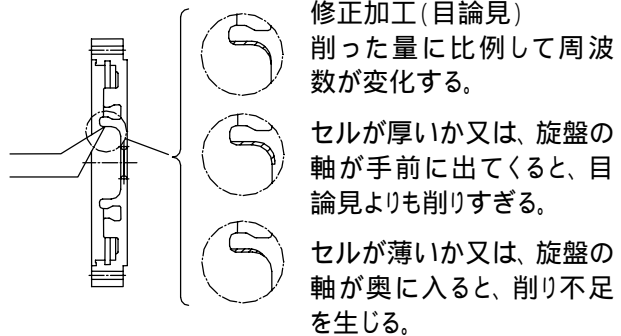 修正加工(目論見)
削った量に比例して周波
数が変化する。
セルが厚いか又は、旋盤の
軸が手前に出てくると、目
論見よりも削りすぎる。
セルが薄いか又は、旋盤の
軸が奥に入ると、削り不足
を生じる。